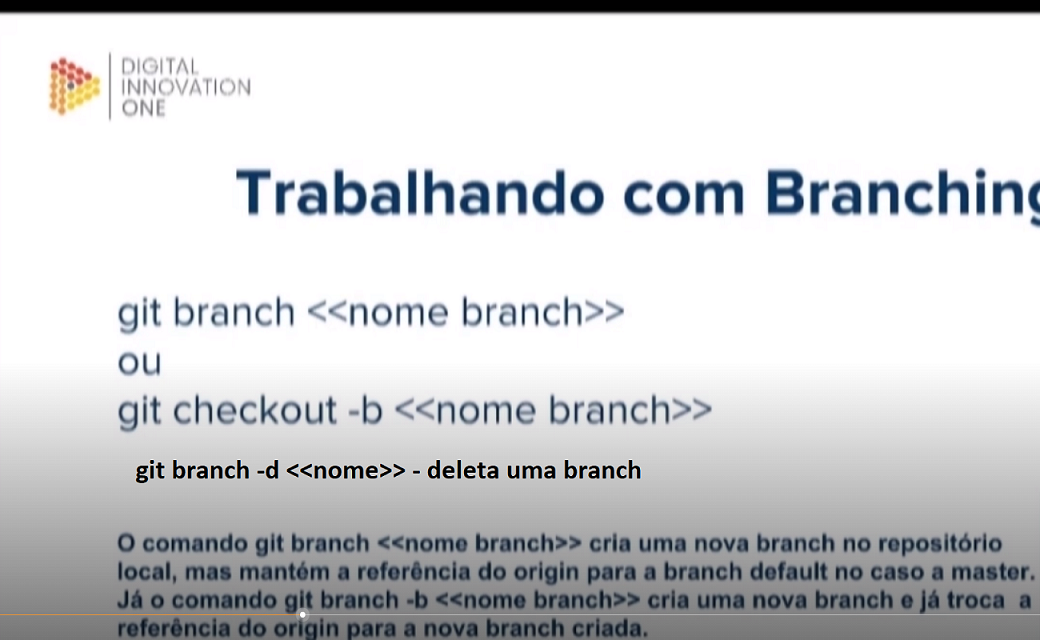 DIGITAL
INNOVATION
ONE
Trabalhando com Branching
git branch <<nome branch>>
ou
git checkout -b <<nome branch>>
git branch -d <<nome>> - deleta uma branch
O comando git branch <<nome branch>> cria uma nova branch no repositório
local, mas mantém a referência do origin para a branch default no caso a master.
Já o comando git branch -b <<nome branch>> cria uma nova branch e já troca a
referência do origin para a nova branch criada.